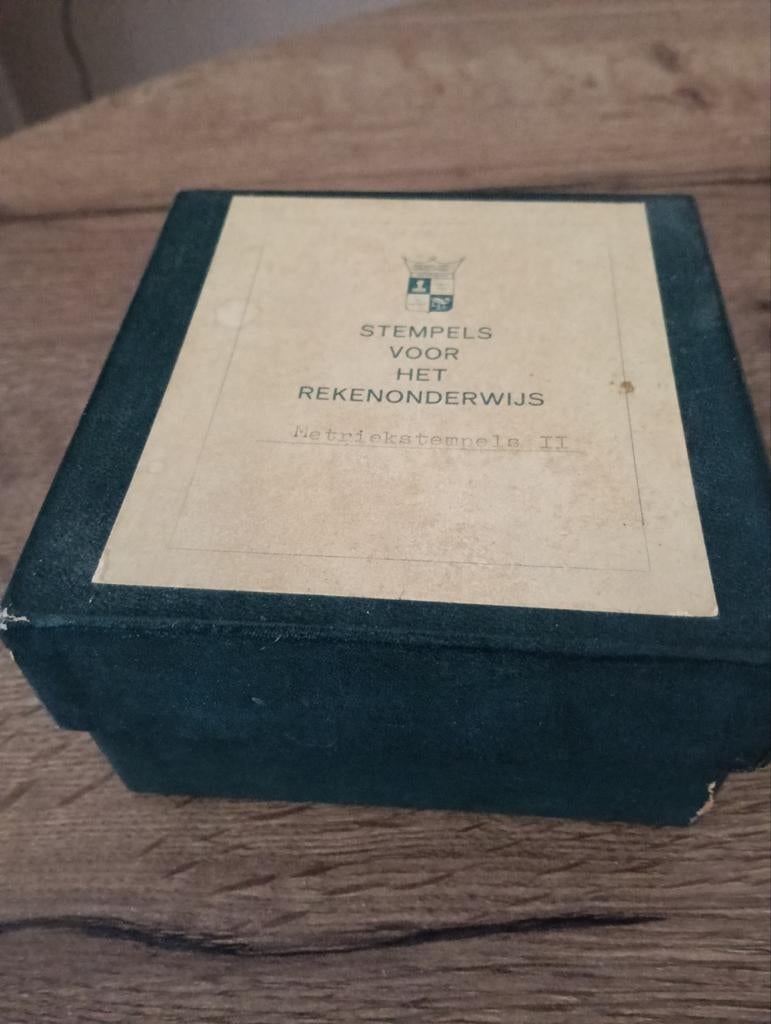 STEMPELS
VOOR
HET
REKENONDERWIJS
Metriekstempels II